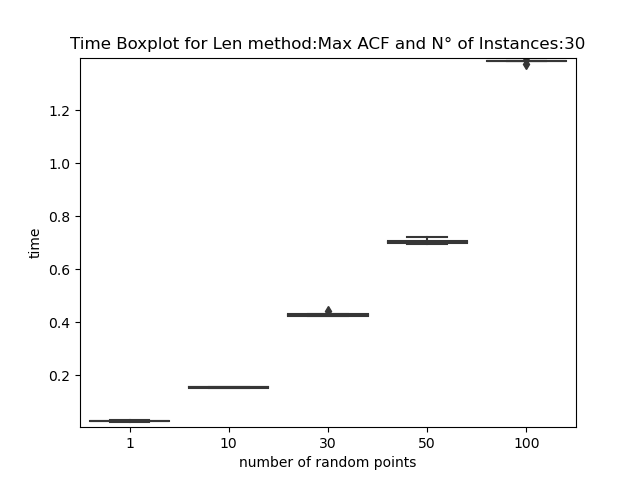 Time Boxplot for Len method:Max ACF and N° of Instances:30
1.2
1.0
0.8
0.6
0.4
0.2
time
1 10 30 50 100
number of random points